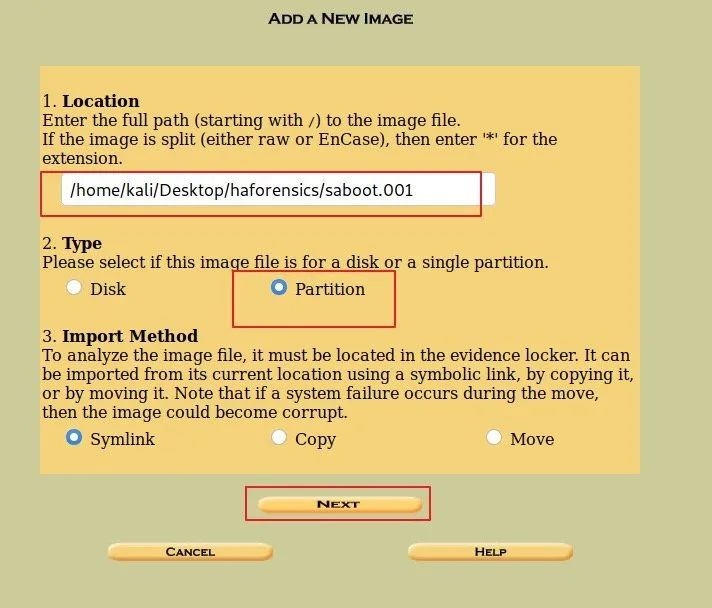 ADD A NEW IMAGE
1. Location
Enter the full path (starting with /) to the image file.
If the image is split (either raw or EnCase), then enter '*' for the
extension.
/home/kali/Desktop/haforensics/saboot.001
2. Type
Please select if this image file is for a disk or a single partition.
Disk Partition
3. Import Method
To analyze the image file, it must be located in the evidence locker. It can
be imported from its current location using a symbolic link, by copying it,
or by moving it. Note that if a system failure occurs during the move,
then the image could become corrupt.
Symlink Copy Move
NEXT
CANCEL HELP